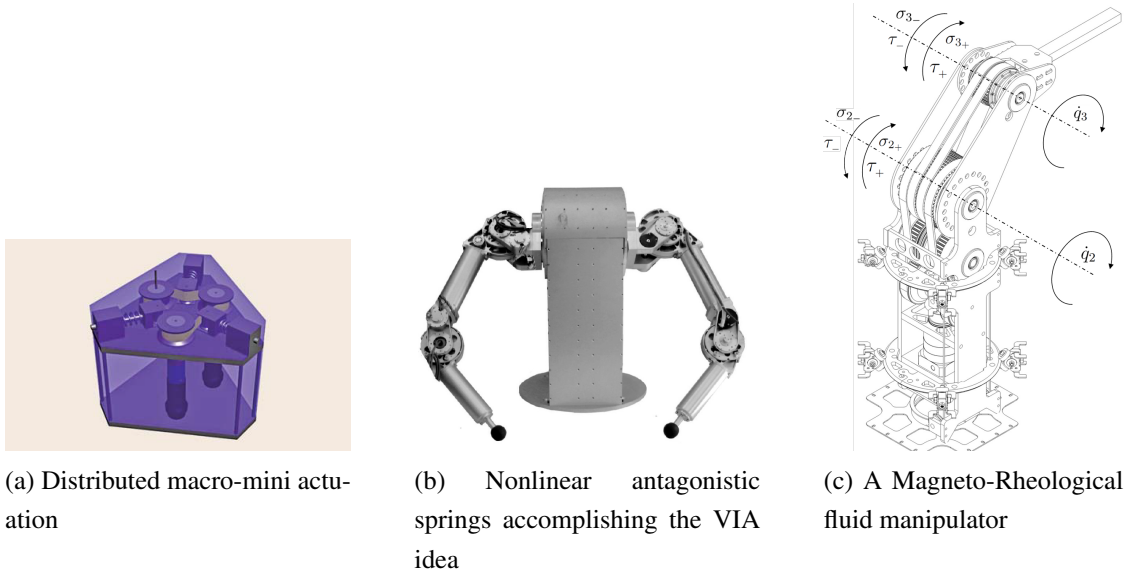 σ3−
σ3+
τ−
τ+
q̇3
σ2−
σ2+
τ−
τ+
q̇2
(a) Distributed macro-mini actu-
ation
(b) Nonlinear antagonistic
springs accomplishing the VIA
idea
(c) A Magneto-Rheological
fluid manipulator